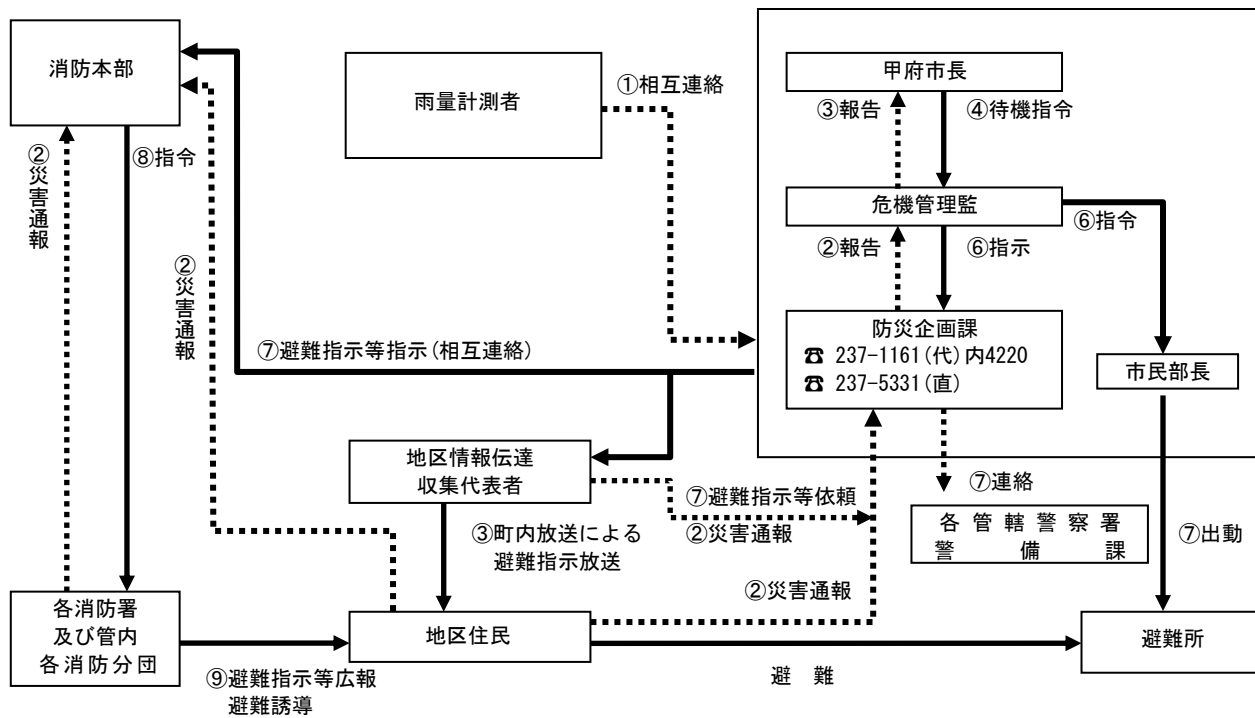 消防本部
雨量計測者
①相互連絡
甲府市長
③報告
④待機指令
危機管理監
②報告
⑥指示
⑥指令
防災企画課
☎ 237-1161(代)内4220
☎ 237-5331(直)
市民部長
②災害通報
⑧指令
②災害通報
⑦避難指示等指示(相互連絡)
地区情報伝達
収集代表者
⑦避難指示等依頼
②災害通報
⑦連絡
各管轄警察署
警備課
⑦出動
③町内放送による
避難指示放送
②災害通報
各消防署
及び管内
各消防分団
地区住民
避難所
⑨避難指示等広報
避難誘導
避 難